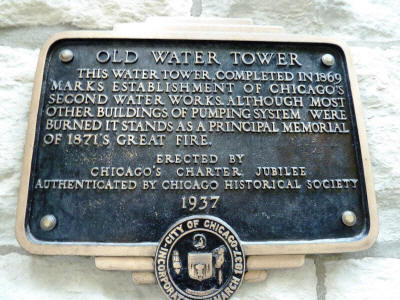 OLD WATER TOWER
THIS WATER TOWER, COMPLETED IN 1869
MARKS ESTABLISHMENT OF CHICAGO'S
SECOND WATER WORKS. ALTHOUGH MOST
OTHER BUILDINGS OF PUMPING SYSTEM WERE
BURNED IT STANDS AS A PRINCIPAL MEMORIAL
OF 1871'S GREAT FIRE.
ERECTED BY
CHICAGO'S CHARTER JUBILEE
AUTHENTICATED BY CHICAGO HISTORICAL SOCIETY
1937
CITY OF CHICAGO
INCORPORATED MARCH